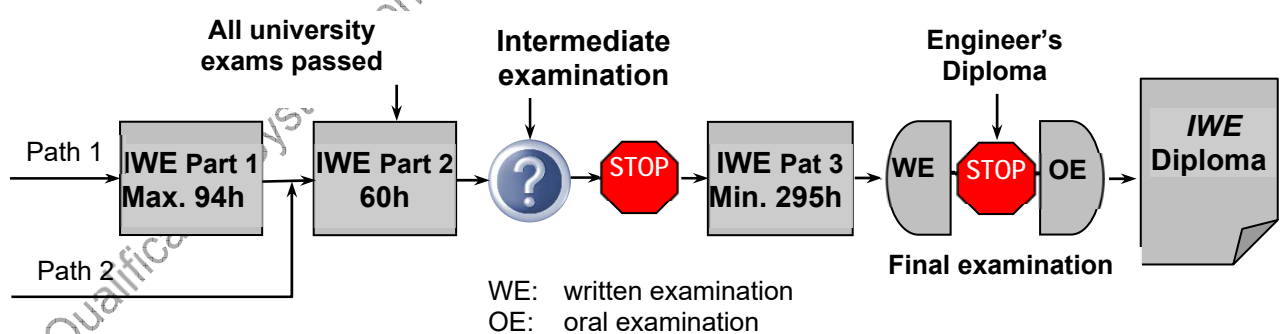 All university
exams passed
Intermediate
examination
Engineer's
Diploma
Path 1
IWE Part 1
Max. 94h
IWE Part 2
60h
?
STOP
IWE Pat 3
Min. 295h
WE
STOP
OE
IWE
Diploma
Path 2
Final examination
WE: written examination
OE: oral examination